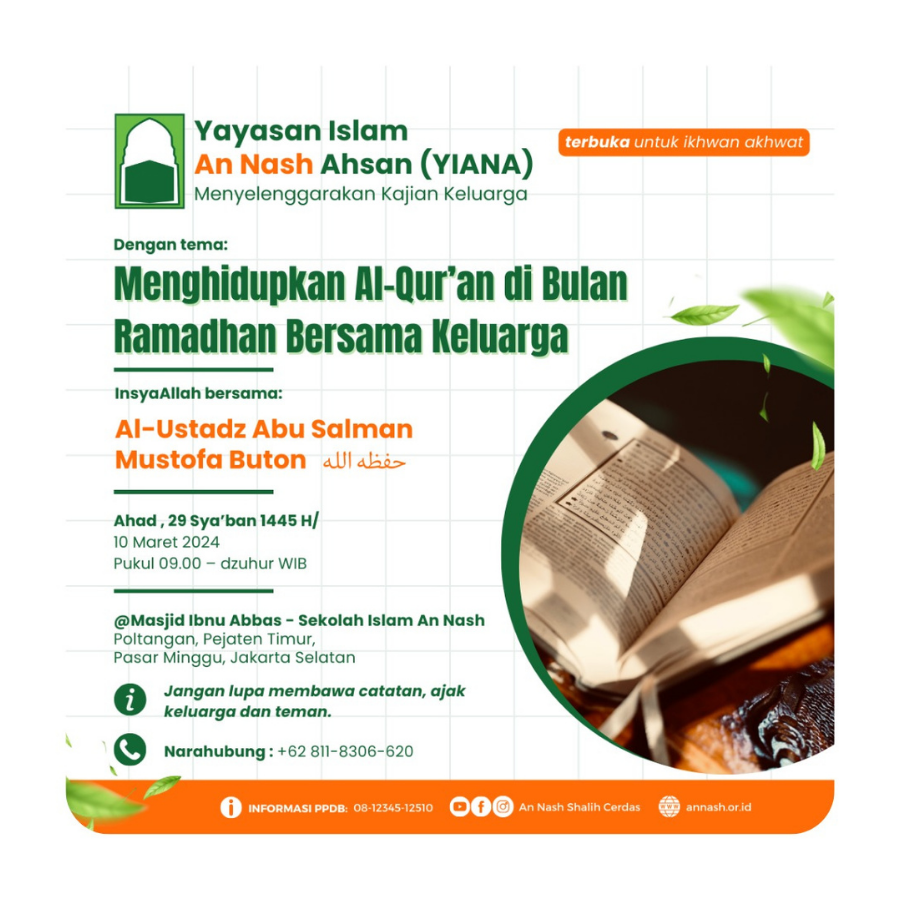 Yayasan Islam
An Nash Ahsan (YIANA)
Menyelenggarakan Kajian Keluarga
terbuka untuk ikhwan akhwat
Dengan tema:
Menghidupkan Al-Qur'an di Bulan
Ramadhan Bersama Keluarga
InsyaAllah bersama:
Al-Ustadz Abu Salman
Mustofa Buton حفظه الله
Ahad , 29 Sya'ban 1445 H/
10 Maret 2024
Pukul 09.00 – dzuhur WIB
@Masjid Ibnu Abbas - Sekolah Islam An Nash
Poltangan, Pejaten Timur,
Pasar Minggu, Jakarta Selatan
Jangan lupa membawa catatan, ajak
keluarga dan teman.
Narahubung : +62 811-8306-620
INFORMASI PPDB: 08-12345-12510 An Nash Shalih Cerdas annash.or.id